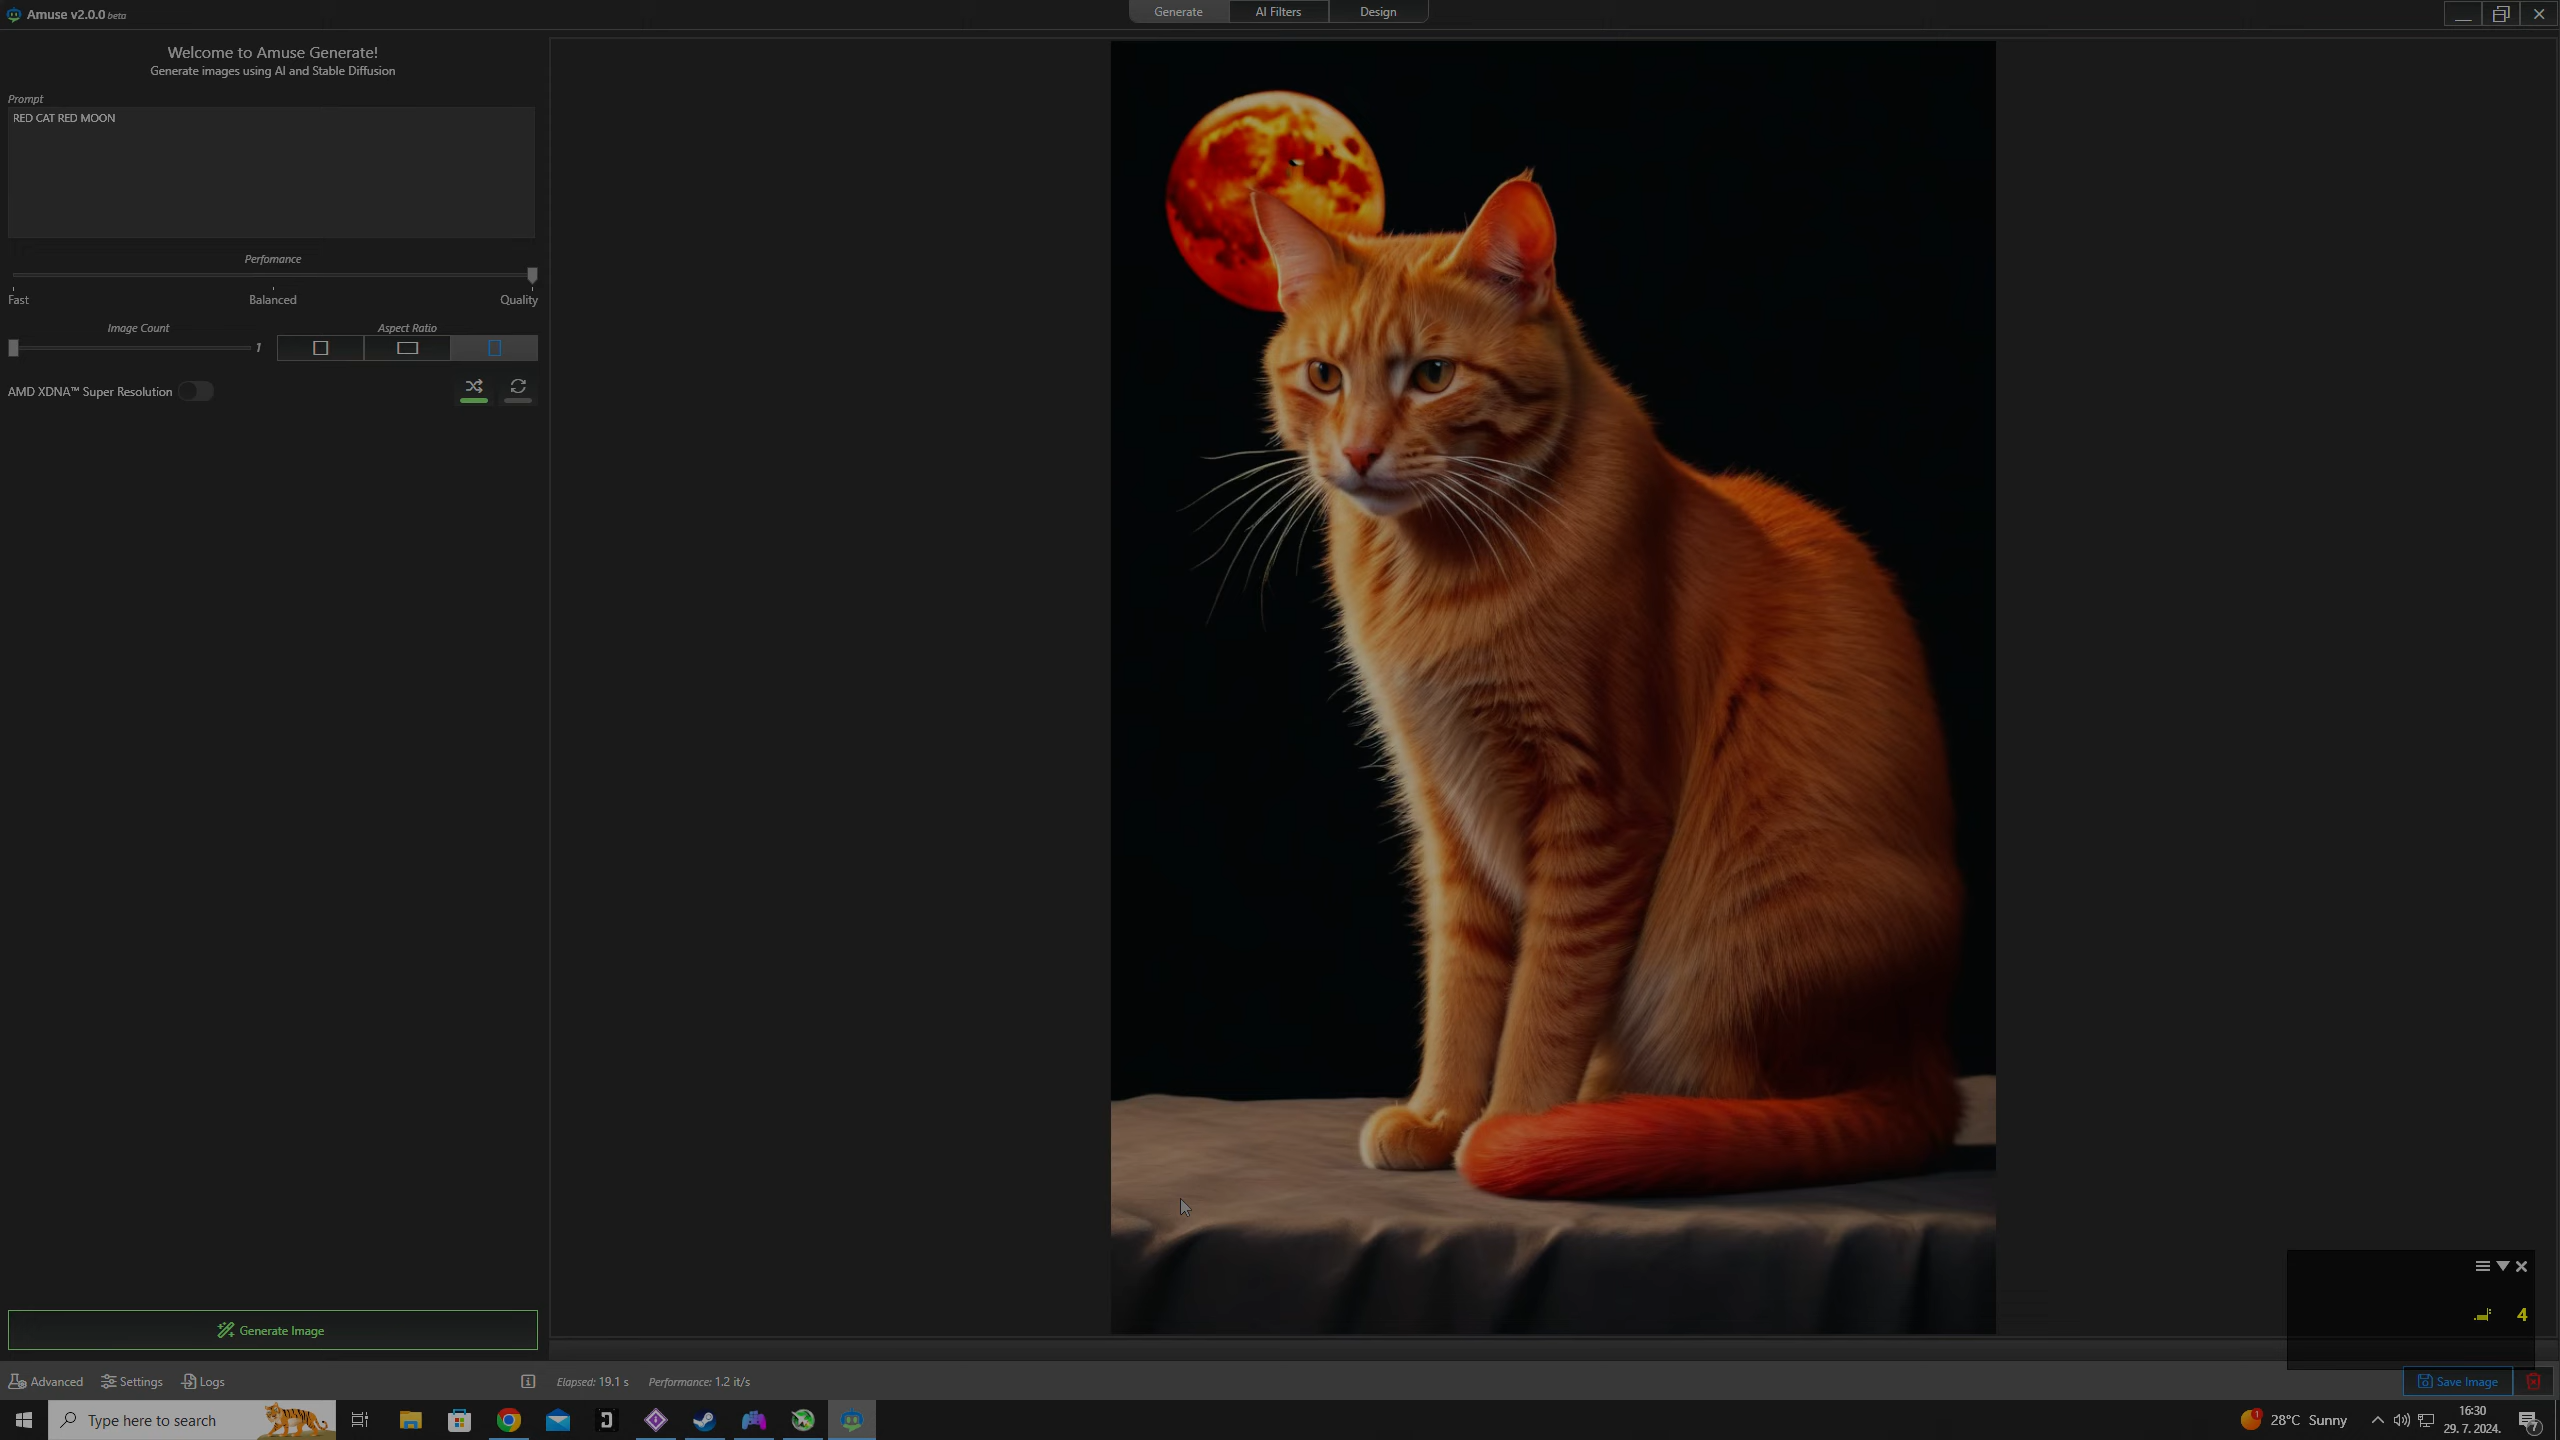 Amuse v2.0.0 beta
Generate
AI Filters
Design
Welcome to Amuse Generate!
Generate images using AI and Stable Diffusion
Prompt
RED CAT RED MOON
Perfomance
Fast
Balanced
Quality
Image Count
Aspect Ratio
1
AMD XDNA™ Super Resolution
4
Generate Image
Advanced
Settings
Logs
Elapsed: 19.1 s
Performance: 1.2 it/s
Save Image
Type here to search
1
28°C Sunny
16:30
29. 7. 2024.
7